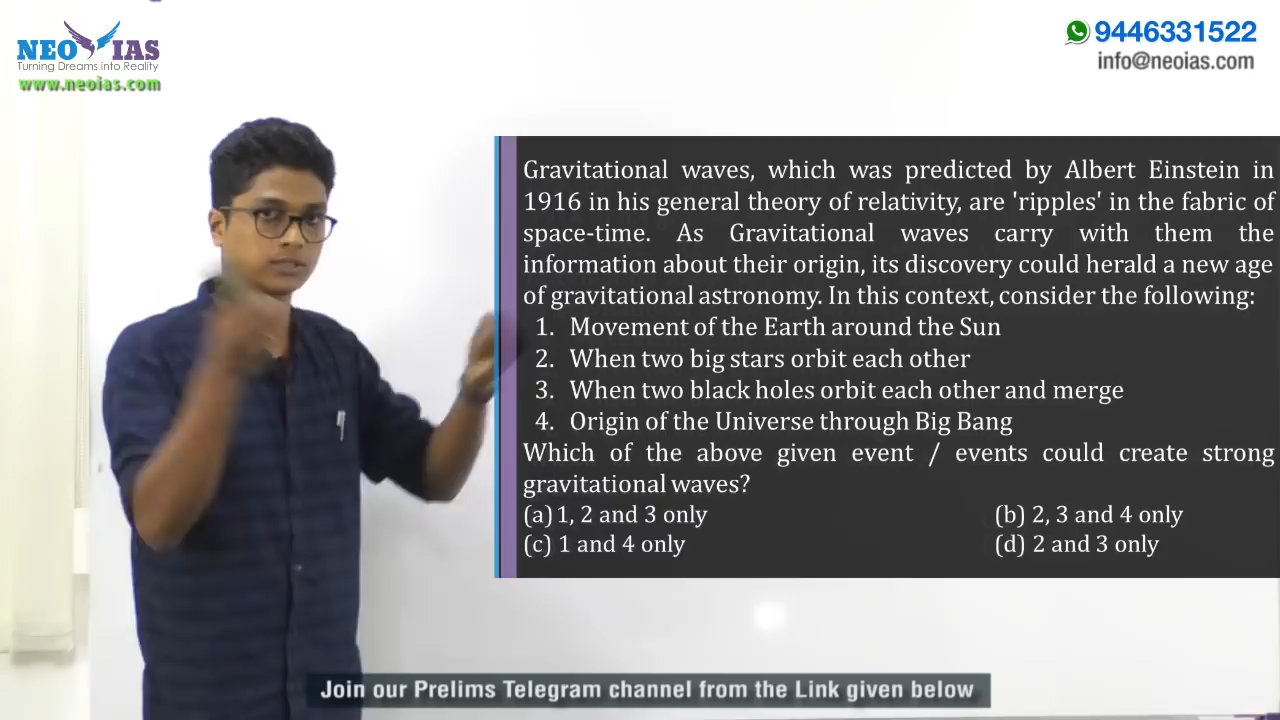 NEO IAS
Turning Dreams into Reality
www.neoias.com
9446331522
info@neoias.com
Gravitational waves, which was predicted by Albert Einstein in
1916 in his general theory of relativity, are 'ripples' in the fabric of
space-time. As Gravitational waves carry with them the
information about their origin, its discovery could herald a new age
of gravitational astronomy. In this context, consider the following:
1. Movement of the Earth around the Sun
2. When two big stars orbit each other
3. When two black holes orbit each other and merge
4. Origin of the Universe through Big Bang
Which of the above given event / events could create strong
gravitational waves?
(a) 1, 2 and 3 only (b) 2, 3 and 4 only
(c) 1 and 4 only (d) 2 and 3 only
Join our Prelims Telegram channel from the Link given below